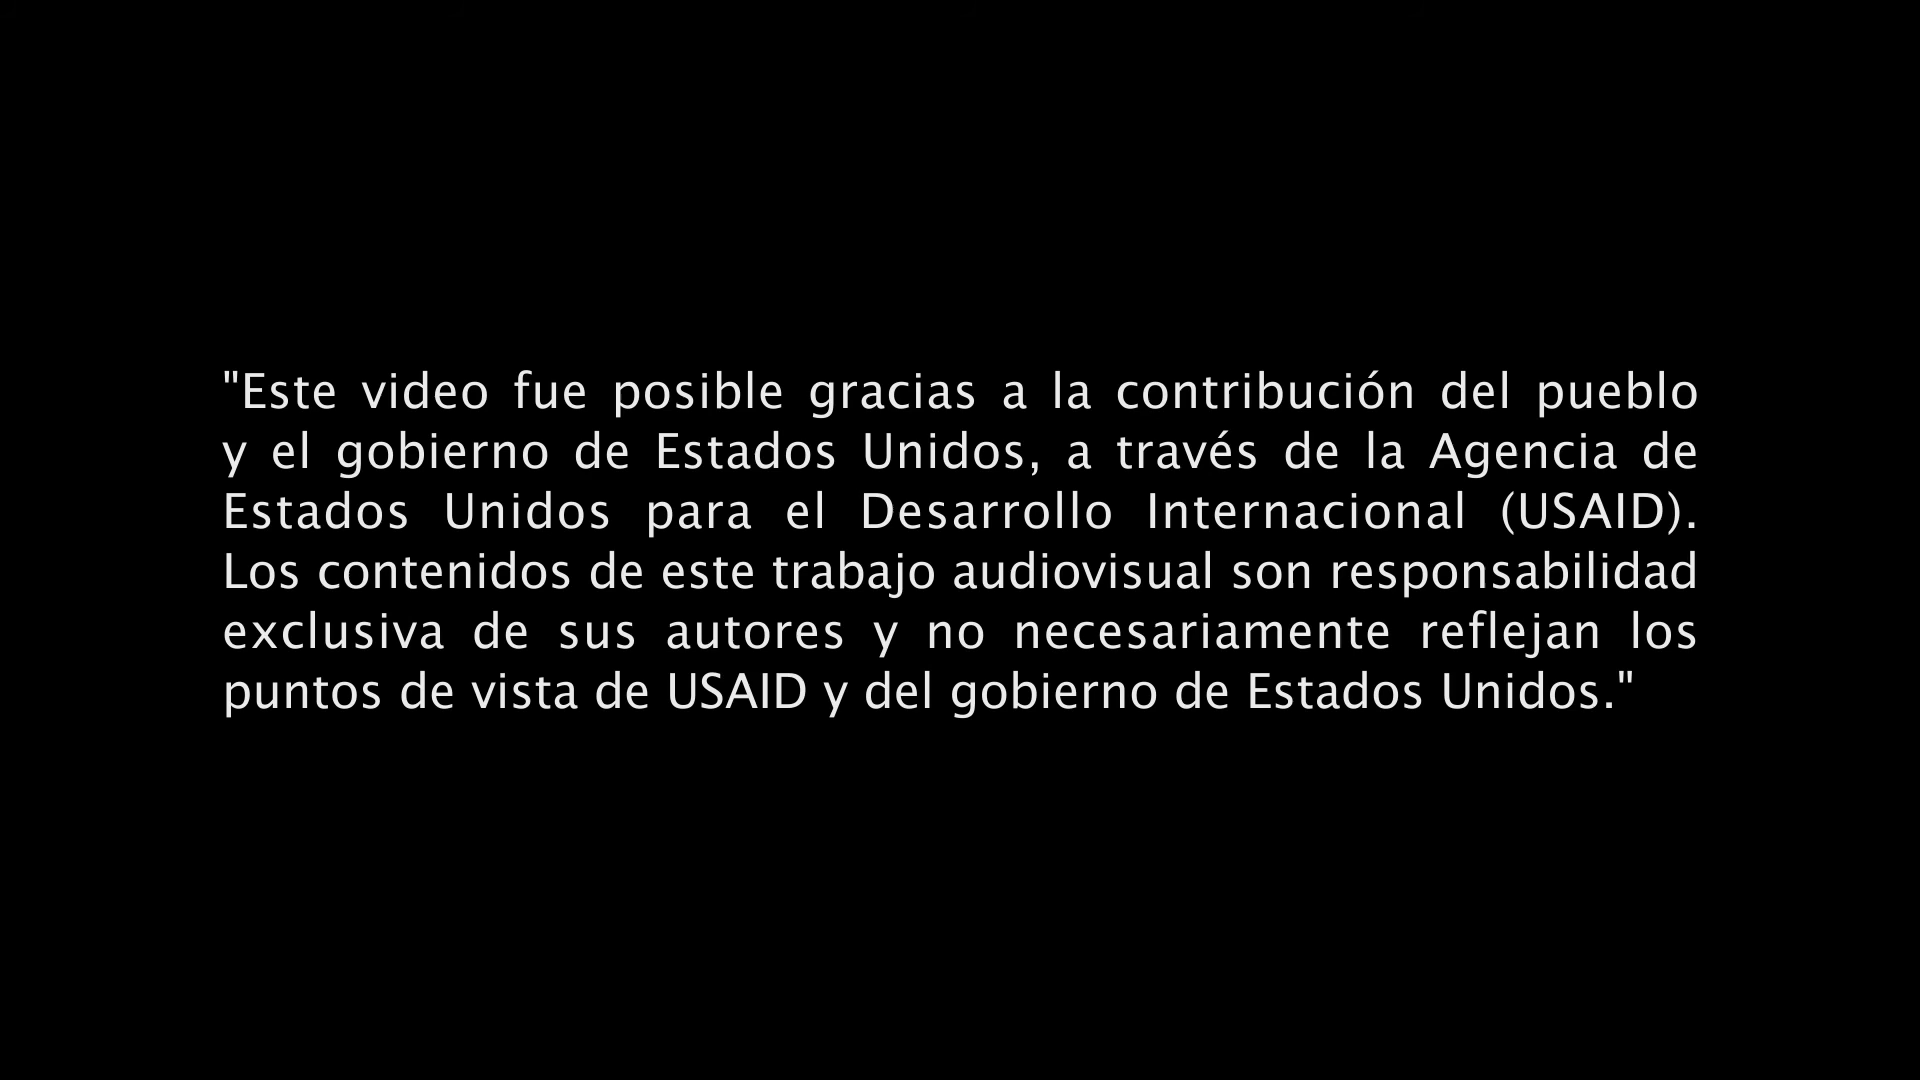 "Este video fue posible gracias a la contribución del pueblo
y el gobierno de Estados Unidos, a través de la Agencia de
Estados Unidos para el Desarrollo Internacional (USAID).
Los contenidos de este trabajo audiovisual son responsabilidad
exclusiva de sus autores y no necesariamente reflejan los
puntos de vista de USAID y del gobierno de Estados Unidos."